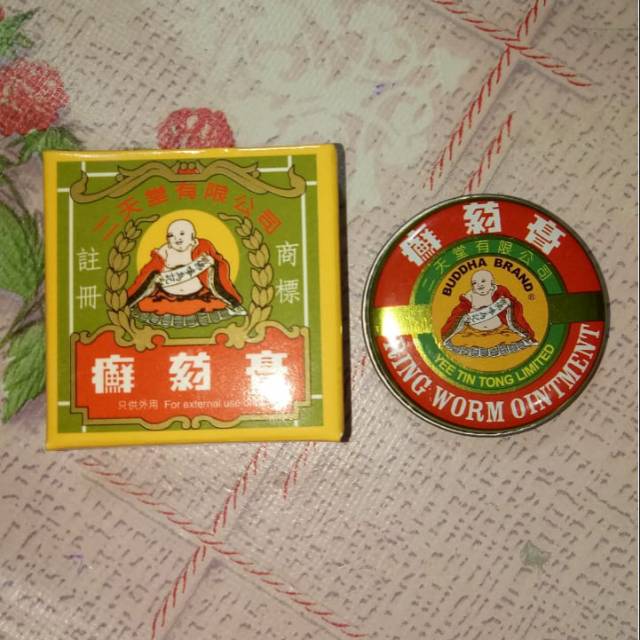 二天堂有限公司
註冊
商標
癬葯膏
只供外用 For external use
癬葯膏
二天堂有限公司
BUDDHA BRAND®
YEE TIN TONG LIMITED
RING WORM OINTMENT